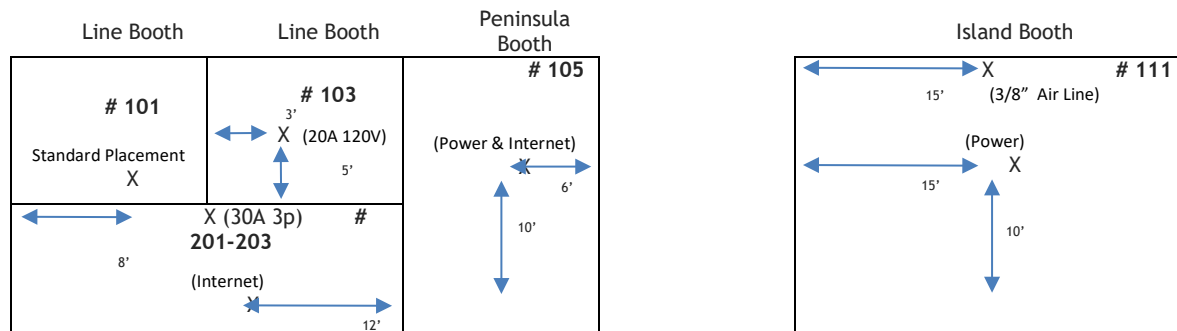 Line Booth
Line Booth
Peninsula
Booth
Island Booth
# 101
Standard Placement
X
# 103
3’
X (20A 120V)
5’
# 105
(Power & Internet)
X
6’
10’
X (30A 3p) #
201-203
8’
(Internet)
X
12’
# 111
X
15’
(3/8” Air Line)
(Power)
X
15’
10’